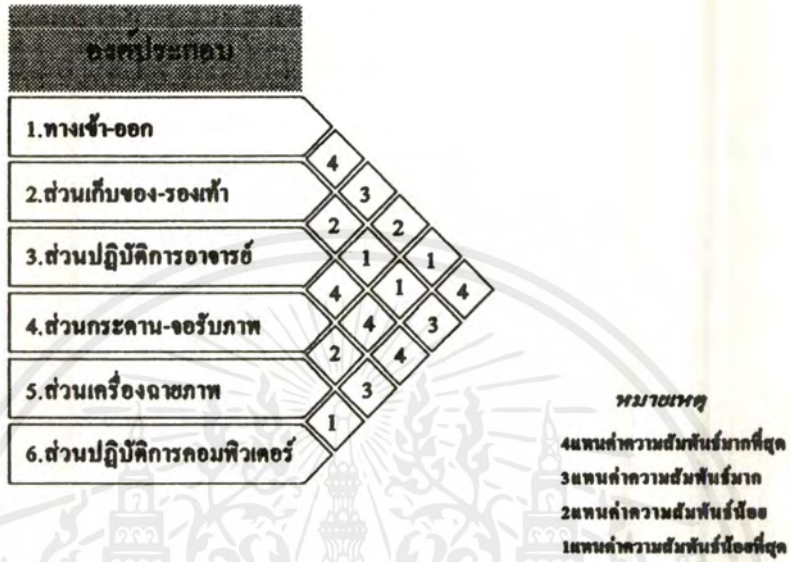 องค์ประกอบ
1.ทางเข้า-ออก
4
3
2.ส่วนเก็บของ-รองเท้า
2 2
3.ส่วนปฏิบัติการอาจารย์
1 1
4 1 4
4.ส่วนกระดาน-จอรับภาพ
4 3
2 4
5.ส่วนเครื่องฉายภาพ
3
1
6.ส่วนปฏิบัติการคอมพิวเตอร์
หมายเหตุ
4แทนค่าความสัมพันธ์มากที่สุด
3แทนค่าความสัมพันธ์มาก
2แทนค่าความสัมพันธ์น้อย
1แทนค่าความสัมพันธ์น้อยที่สุด